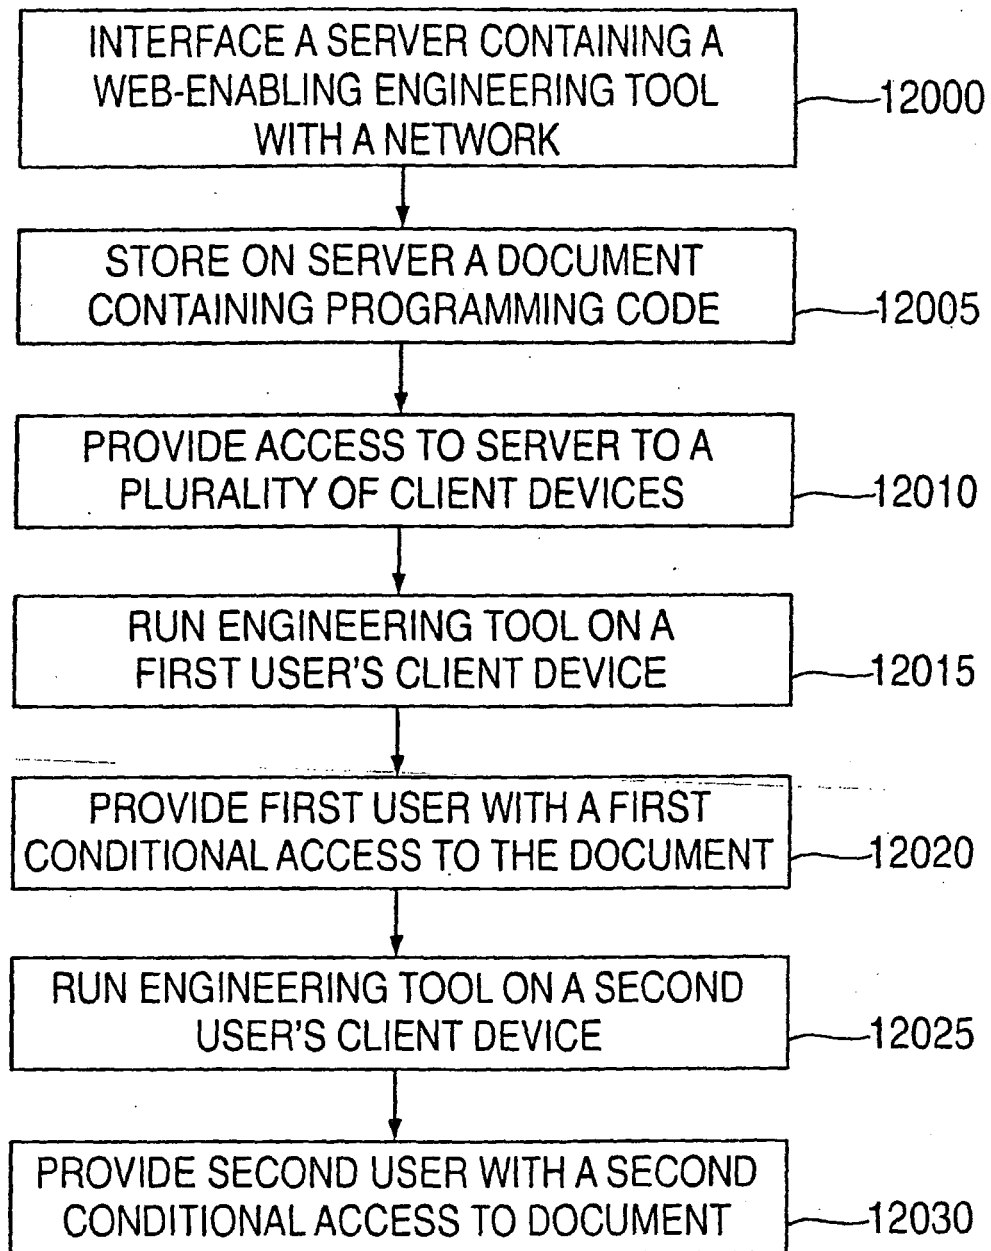 INTERFACE A SERVER CONTAINING A
WEB-ENABLING ENGINEERING TOOL
WITH A NETWORK
12000
STORE ON SERVER A DOCUMENT
CONTAINING PROGRAMMING CODE
12005
PROVIDE ACCESS TO SERVER TO A
PLURALITY OF CLIENT DEVICES
12010
RUN ENGINEERING TOOL ON A
FIRST USER'S CLIENT DEVICE
12015
PROVIDE FIRST USER WITH A FIRST
CONDITIONAL ACCESS TO THE DOCUMENT
12020
RUN ENGINEERING TOOL ON A SECOND
USER'S CLIENT DEVICE
12025
PROVIDE SECOND USER WITH A SECOND
CONDITIONAL ACCESS TO DOCUMENT
12030